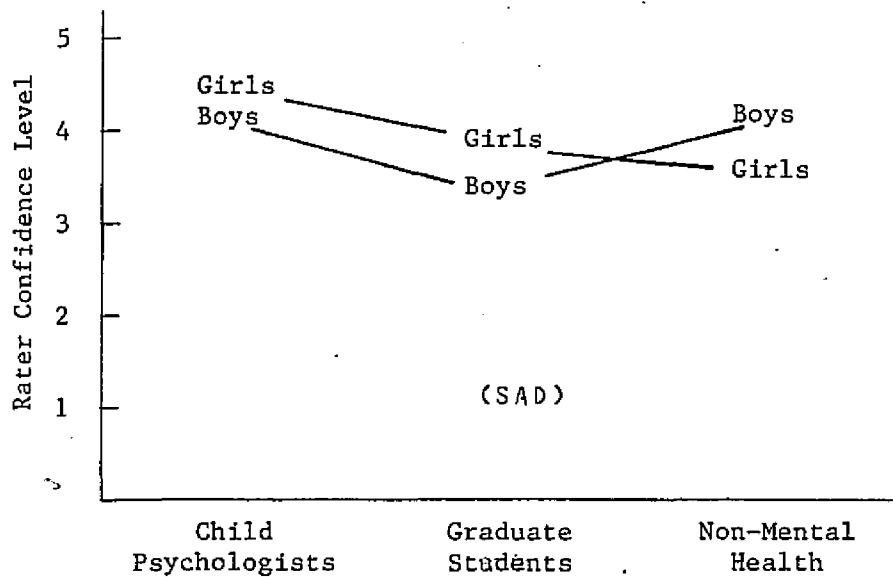 Rater Confidence Level
5
4
3
2
1
Girls
Boys
Girls
Boys
Boys
Girls
(SAD)
Child
Psychologists
Graduate
Students
Non-Mental
Health